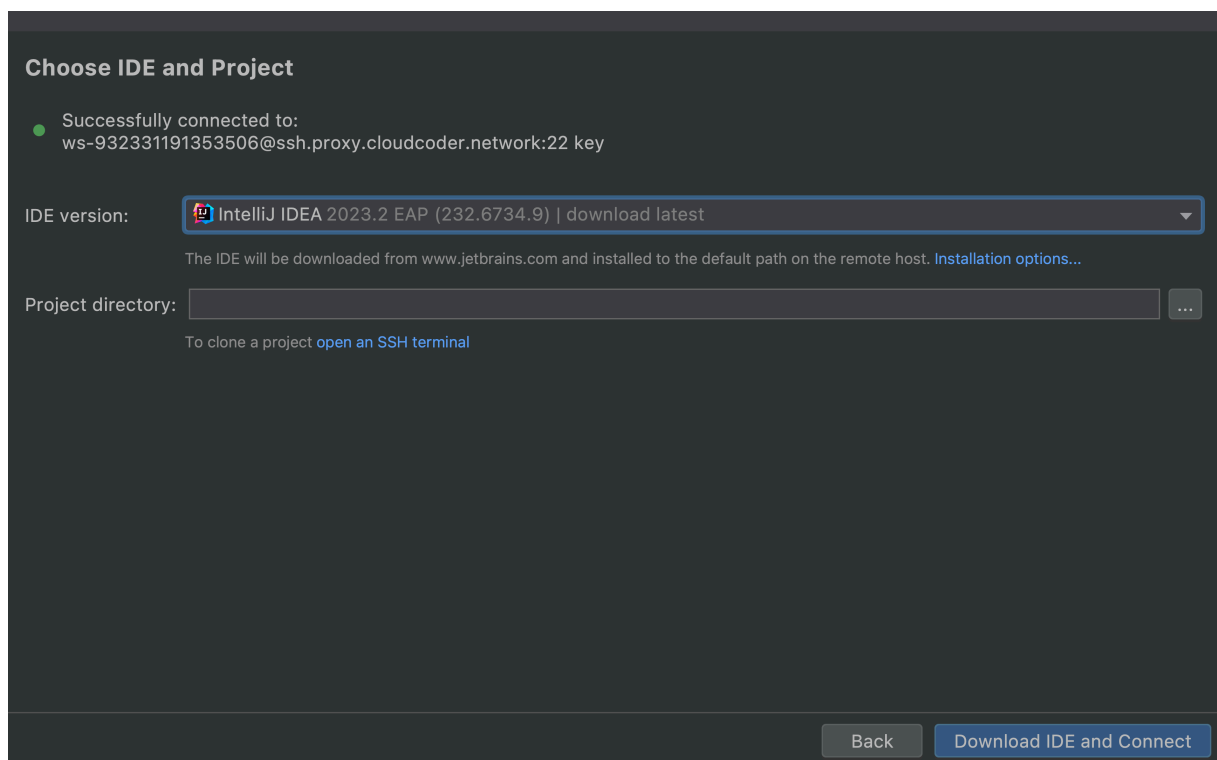 Choose IDE and Project
Successfully connected to:
ws-932331191353506@ssh.proxy.cloudcoder.network:22 key
IDE version:
IntelliJ IDEA 2023.2 EAP (232.6734.9) | download latest
The IDE will be downloaded from www.jetbrains.com and installed to the default path on the remote host. Installation options...
Project directory:
...
To clone a project open an SSH terminal
Back
Download IDE and Connect